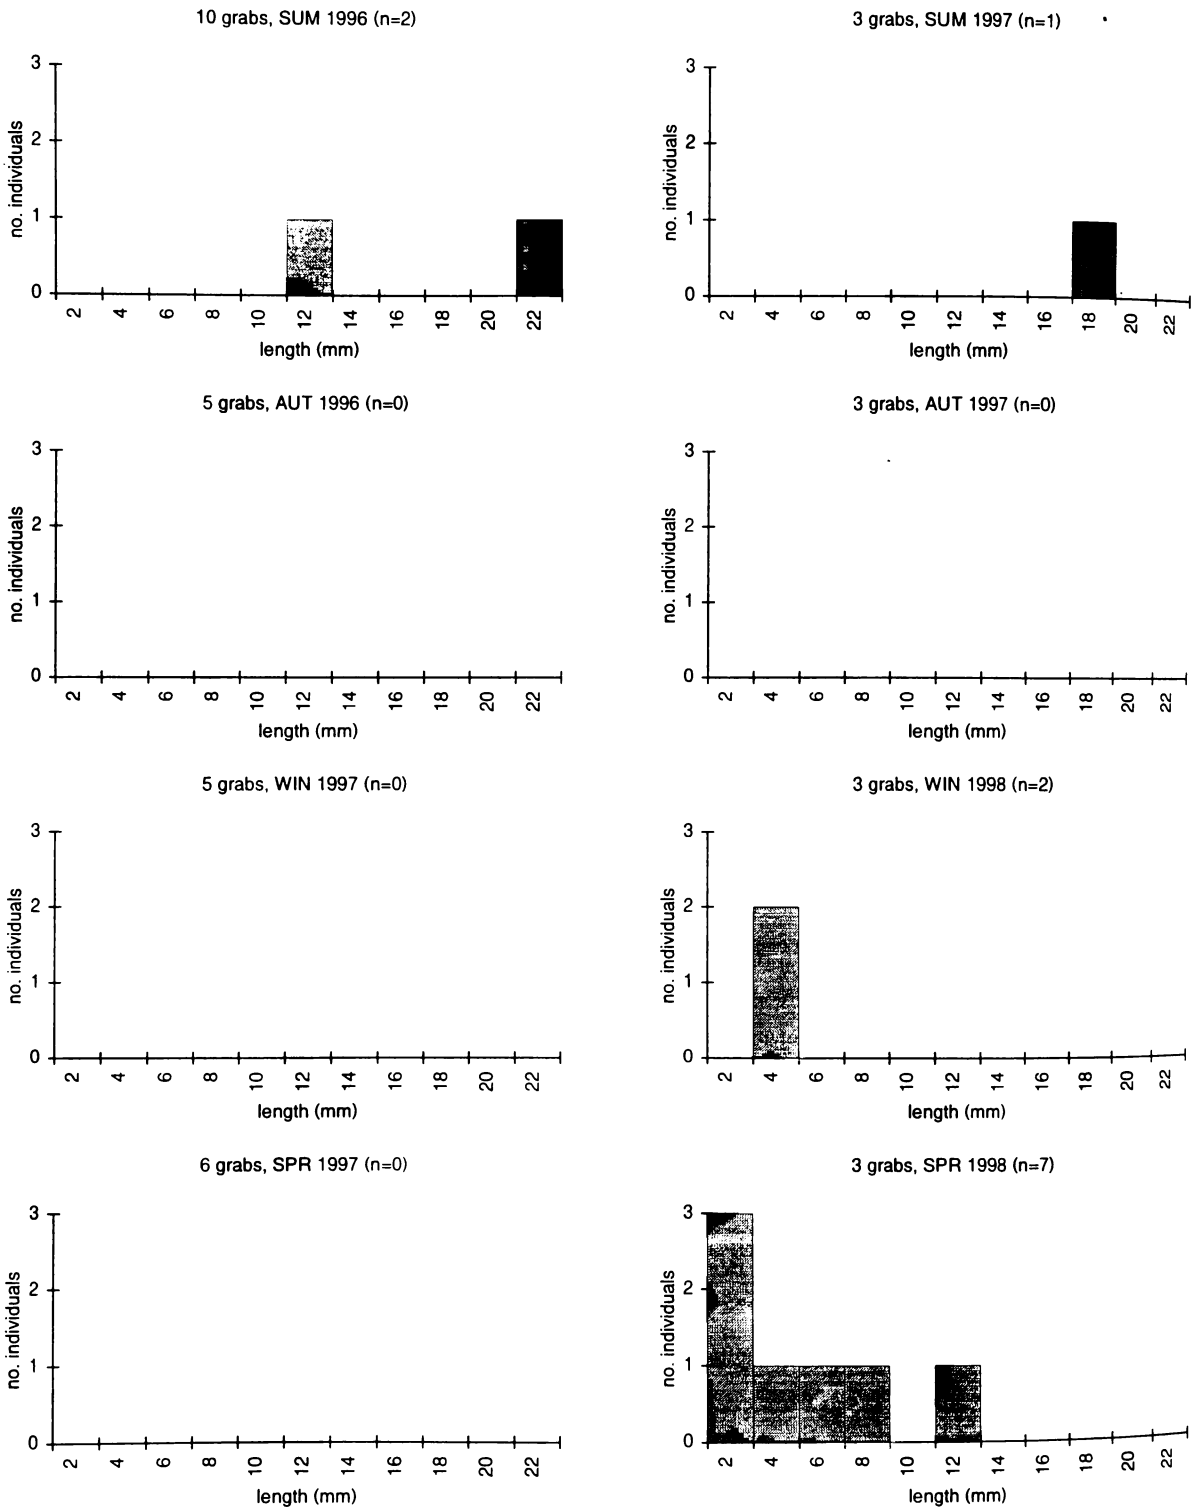 10 grabs, SUM 1996 (n=2)
3
2
1
0
no. individuals
2 4 6 8 10 12 14 16 18 20 22
length (mm)
3 grabs, SUM 1997 (n=1)
3
2
1
0
no. individuals
2 4 6 8 10 12 14 16 18 20 22
length (mm)
5 grabs, AUT 1996 (n=0)
3
2
1
0
no. individuals
2 4 6 8 10 12 14 16 18 20 22
length (mm)
3 grabs, AUT 1997 (n=0)
3
2
1
0
no. individuals
2 4 6 8 10 12 14 16 18 20 22
length (mm)
5 grabs, WIN 1997 (n=0)
3
2
1
0
no. individuals
2 4 6 8 10 12 14 16 18 20 22
length (mm)
3 grabs, WIN 1998 (n=2)
3
2
1
0
no. individuals
2 4 6 8 10 12 14 16 18 20 22
length (mm)
6 grabs, SPR 1997 (n=0)
3
2
1
0
no. individuals
2 4 6 8 10 12 14 16 18 20 22
length (mm)
3 grabs, SPR 1998 (n=7)
3
2
1
0
no. individuals
2 4 6 8 10 12 14 16 18 20 22
length (mm)